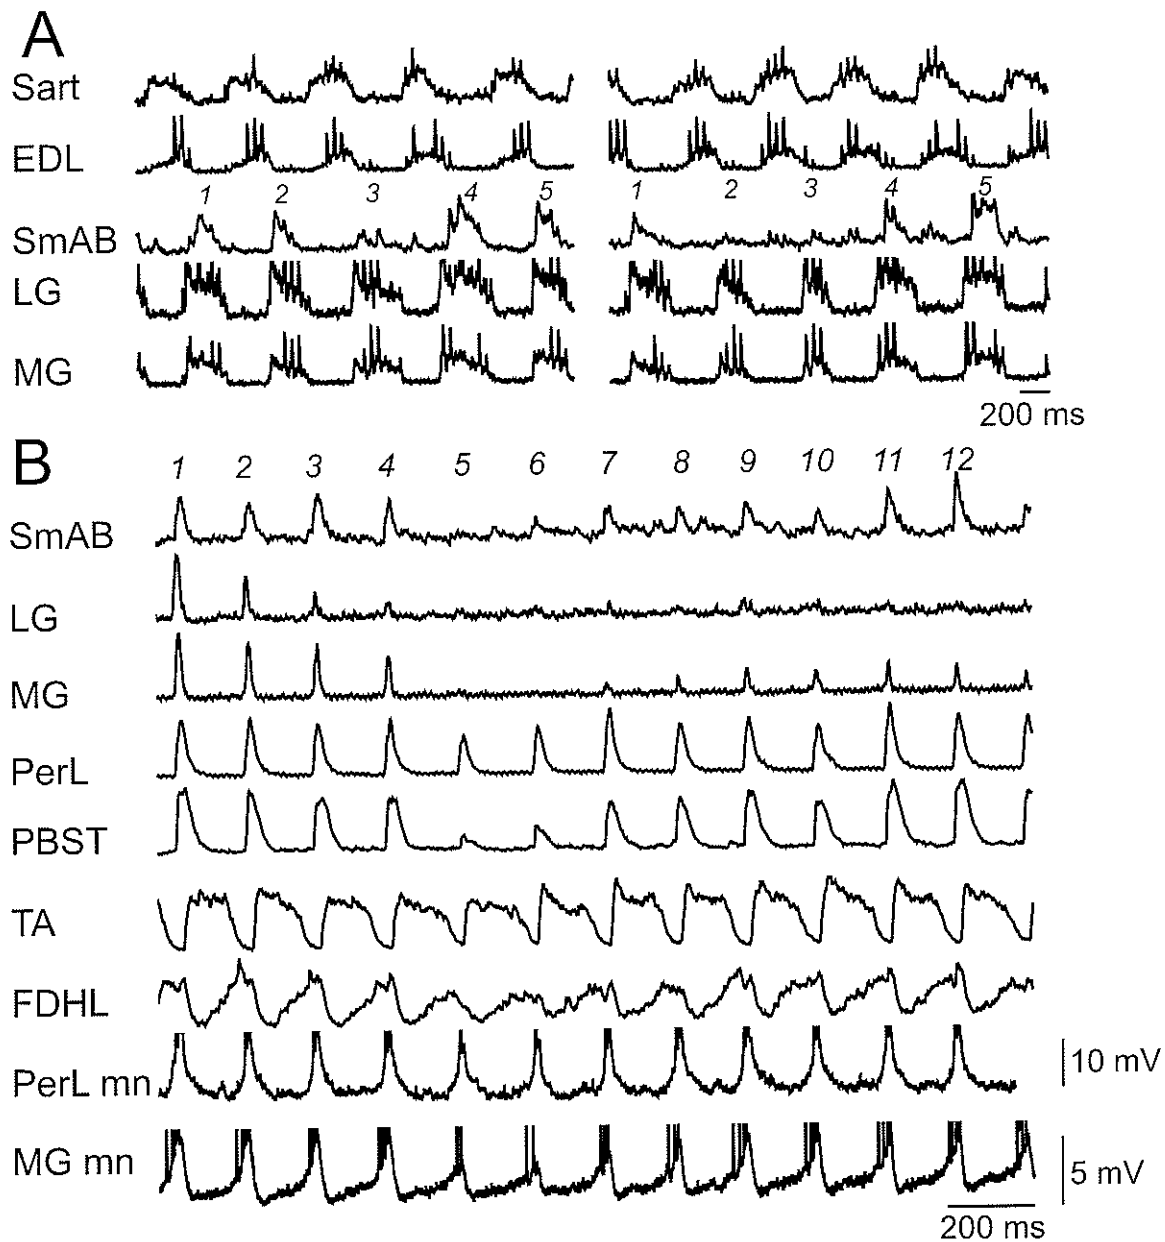 A
Sart
EDL
1 2 3 4 5 1 2 3 4 5
SmAB
LG
MG
200 ms
B
1 2 3 4 5 6 7 8 9 10 11 12
SmAB
LG
MG
PerL
PBST
TA
FDHL
PerL mn
10 mV
MG mn
5 mV
200 ms